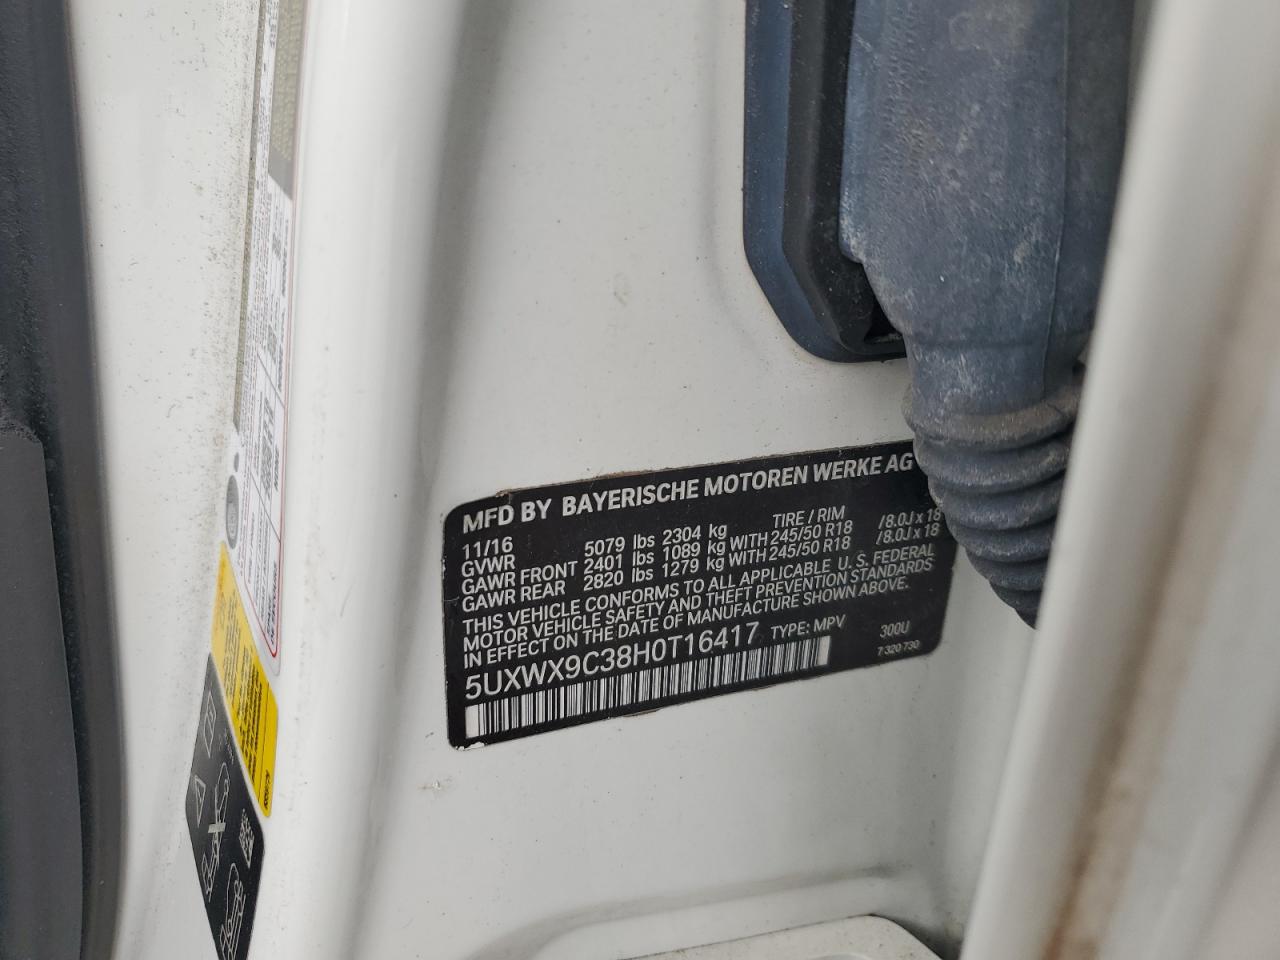 MFD BY BAYERISCHE MOTOREN WERKE AG
11/16 TIRE / RIM
GVWR 5079 lbs 2304 kg
GAWR FRONT 2401 lbs 1089 kg WITH 245/50 R18 /8.0J x 18
GAWR REAR 2820 lbs 1279 kg WITH 245/50 R18 /8.0J x 18
THIS VEHICLE CONFORMS TO ALL APPLICABLE U. S. FEDERAL
MOTOR VEHICLE SAFETY AND THEFT PREVENTION STANDARDS
IN EFFECT ON THE DATE OF MANUFACTURE SHOWN ABOVE.
5UXWX9C38H0T16417 TYPE: MPV 300U
7 320 730